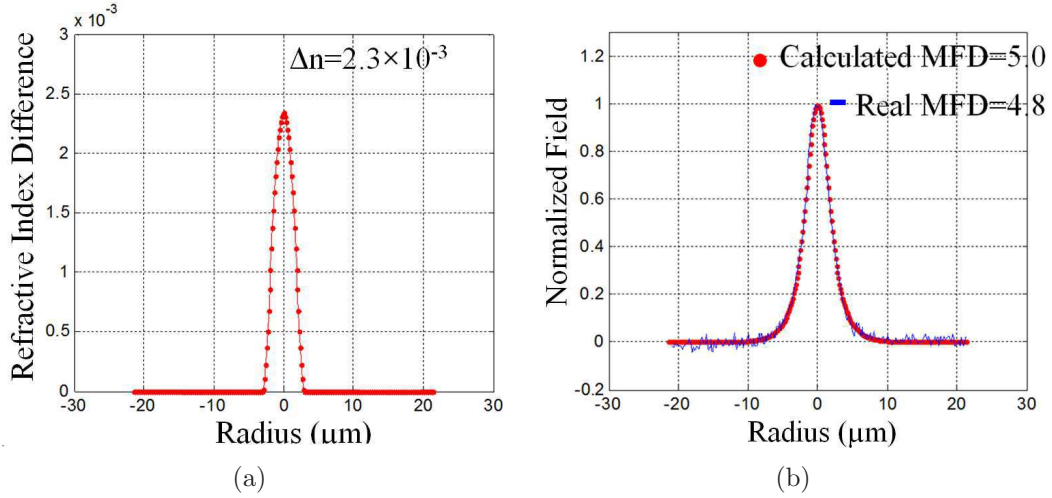 x 10⁻³
3
2.5
2
1.5
1
0.5
0
-30 -20 -10 0 10 20 30
Δn=2.3×10⁻³
Refractive Index Difference
Radius (μm)
(a)
1.2
1
0.8
0.6
0.4
0.2
0
-0.2
-30 -20 -10 0 10 20 30
Calculated MFD=5.0
Real MFD=4.8
Normalized Field
Radius (μm)
(b)